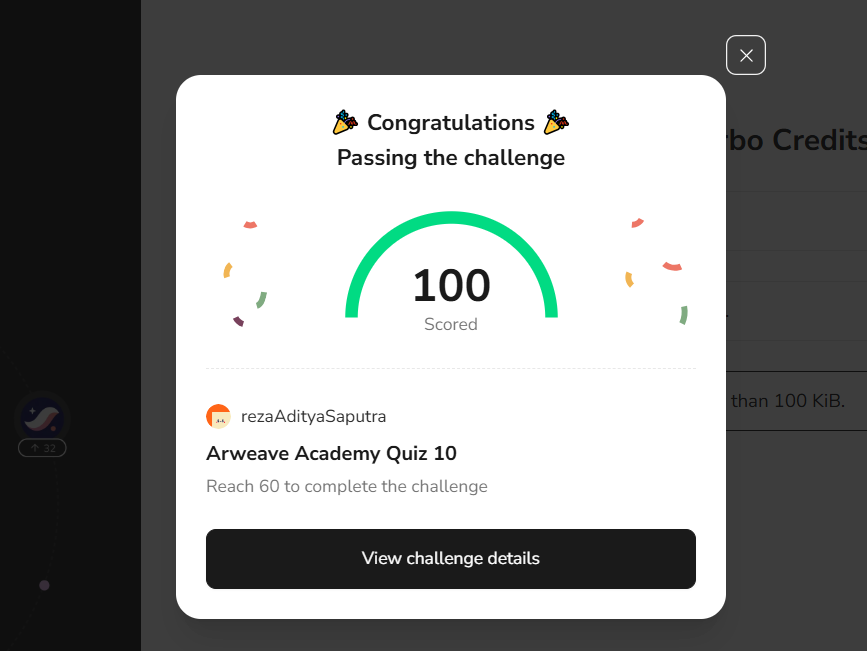 Congratulations
Passing the challenge
rbo Credits
100
Scored
than 100 KiB.
rezaAdityaSaputra
32
Arweave Academy Quiz 10
Reach 60 to complete the challenge
View challenge details